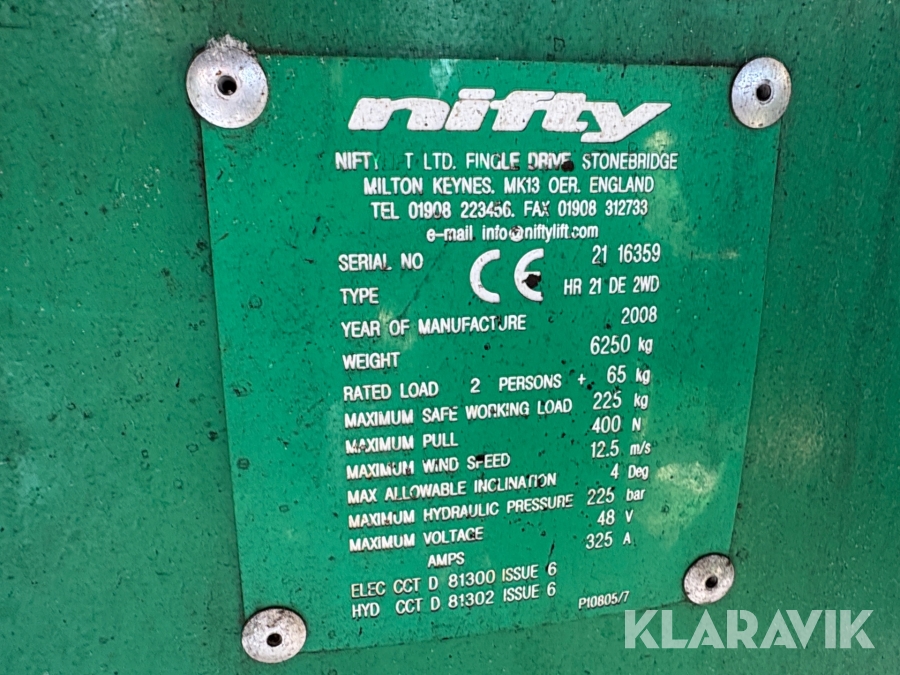 nifty
NIFTYLIFT LTD. FINGLE DRIVE, STONEBRIDGE
MILTON KEYNES. MK13 OER. ENGLAND
TEL 01908 223456. FAX 01908 312733
e-mail info@niftylift.com
SERIAL NO 21 16359
CE
TYPE HR 21 DE 2WD
YEAR OF MANUFACTURE 2008
WEIGHT 6250 kg
RATED LOAD 2 PERSONS + 65 kg
MAXIMUM SAFE WORKING LOAD 225 kg
MAXIMUM PULL 400 N
MAXIMUM WIND SPEED 12.5 m/s
MAX ALLOWABLE INCLINATION 4 Deg
MAXIMUM HYDRAULIC PRESSURE 225 bar
MAXIMUM VOLTAGE 48 V
AMPS 325 A
ELEC CCT D 81300 ISSUE 6
HYD CCT D 81302 ISSUE 6
P10805/7
KLARAVIK